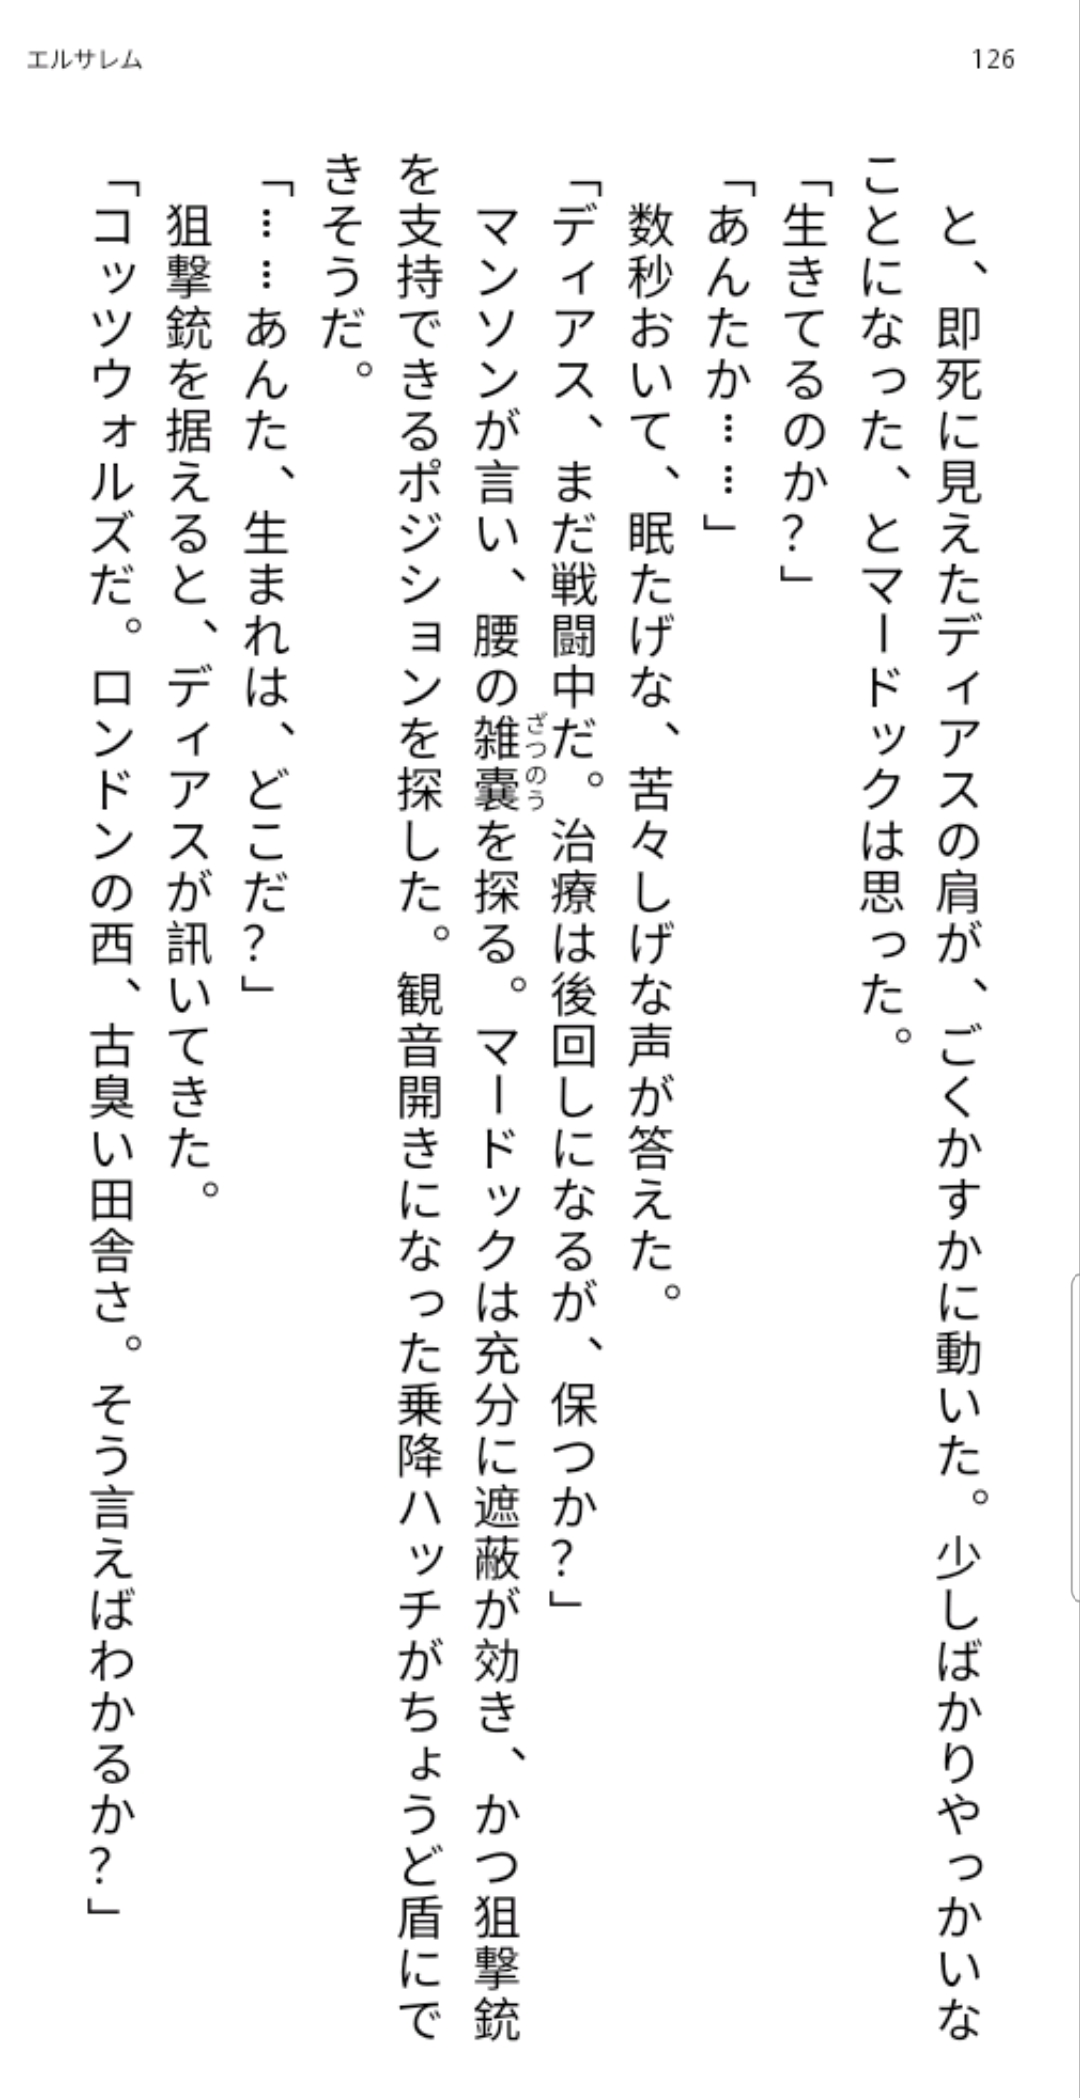 エルサレム
126
と、即死に見えたディアスの肩が、ごくかすかに動いた。少しばかりやっかいな
ことになった、とマードックは思った。
「生きてるのか？」
「あんたか……」
数秒おいて、眠たげな、苦々しげな声が答えた。
「ディアス、まだ戦闘中だ。治療は後回しになるが、保つか？」
マンソンが言い、腰の雑嚢を探る。マードックは充分に遮蔽が効き、かつ狙撃銃
ざつのう
を支持できるポジションを探した。観音開きになった乗降ハッチがちょうど盾にで
きそうだ。
「……あんた、生まれは、どこだ？」
狙撃銃を据えると、ディアスが訊いてきた。
「コッツウォルズだ。ロンドンの西、古臭い田舎さ。そう言えばわかるか？」